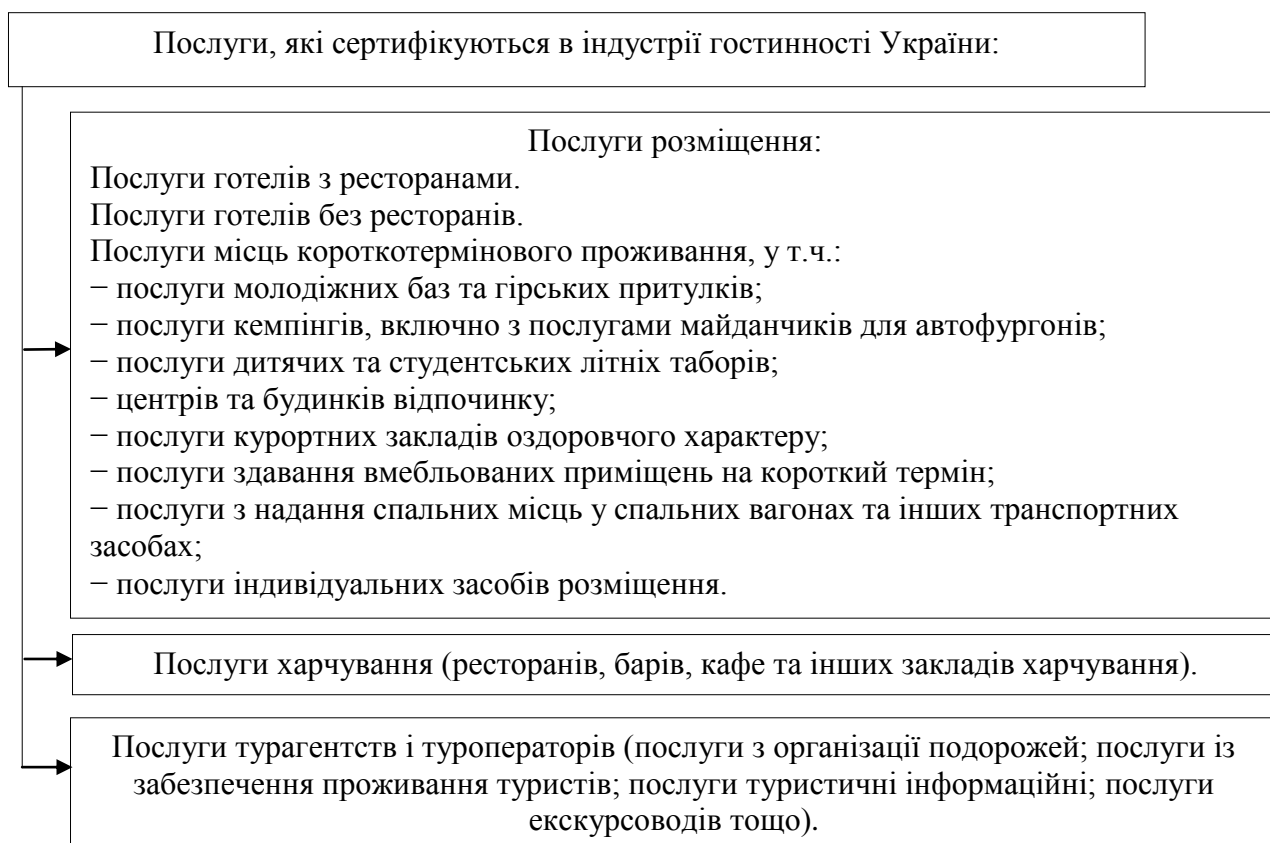 Послуги, які сертифікуються в індустрії гостинності України:
Послуги розміщення:
Послуги готелів з ресторанами.
Послуги готелів без ресторанів.
Послуги місць короткотермінового проживання, у т.ч.:
− послуги молодіжних баз та гірських притулків;
− послуги кемпінгів, включно з послугами майданчиків для автофургонів;
− послуги дитячих та студентських літніх таборів;
− центрів та будинків відпочинку;
− послуги курортних закладів оздоровчого характеру;
− послуги здавання вмебльованих приміщень на короткий термін;
− послуги з надання спальних місць у спальних вагонах та інших транспортних
засобах;
− послуги індивідуальних засобів розміщення.
Послуги харчування (ресторанів, барів, кафе та інших закладів харчування).
Послуги турагентств і туроператорів (послуги з організації подорожей; послуги із
забезпечення проживання туристів; послуги туристичні інформаційні; послуги
екскурсоводів тощо).